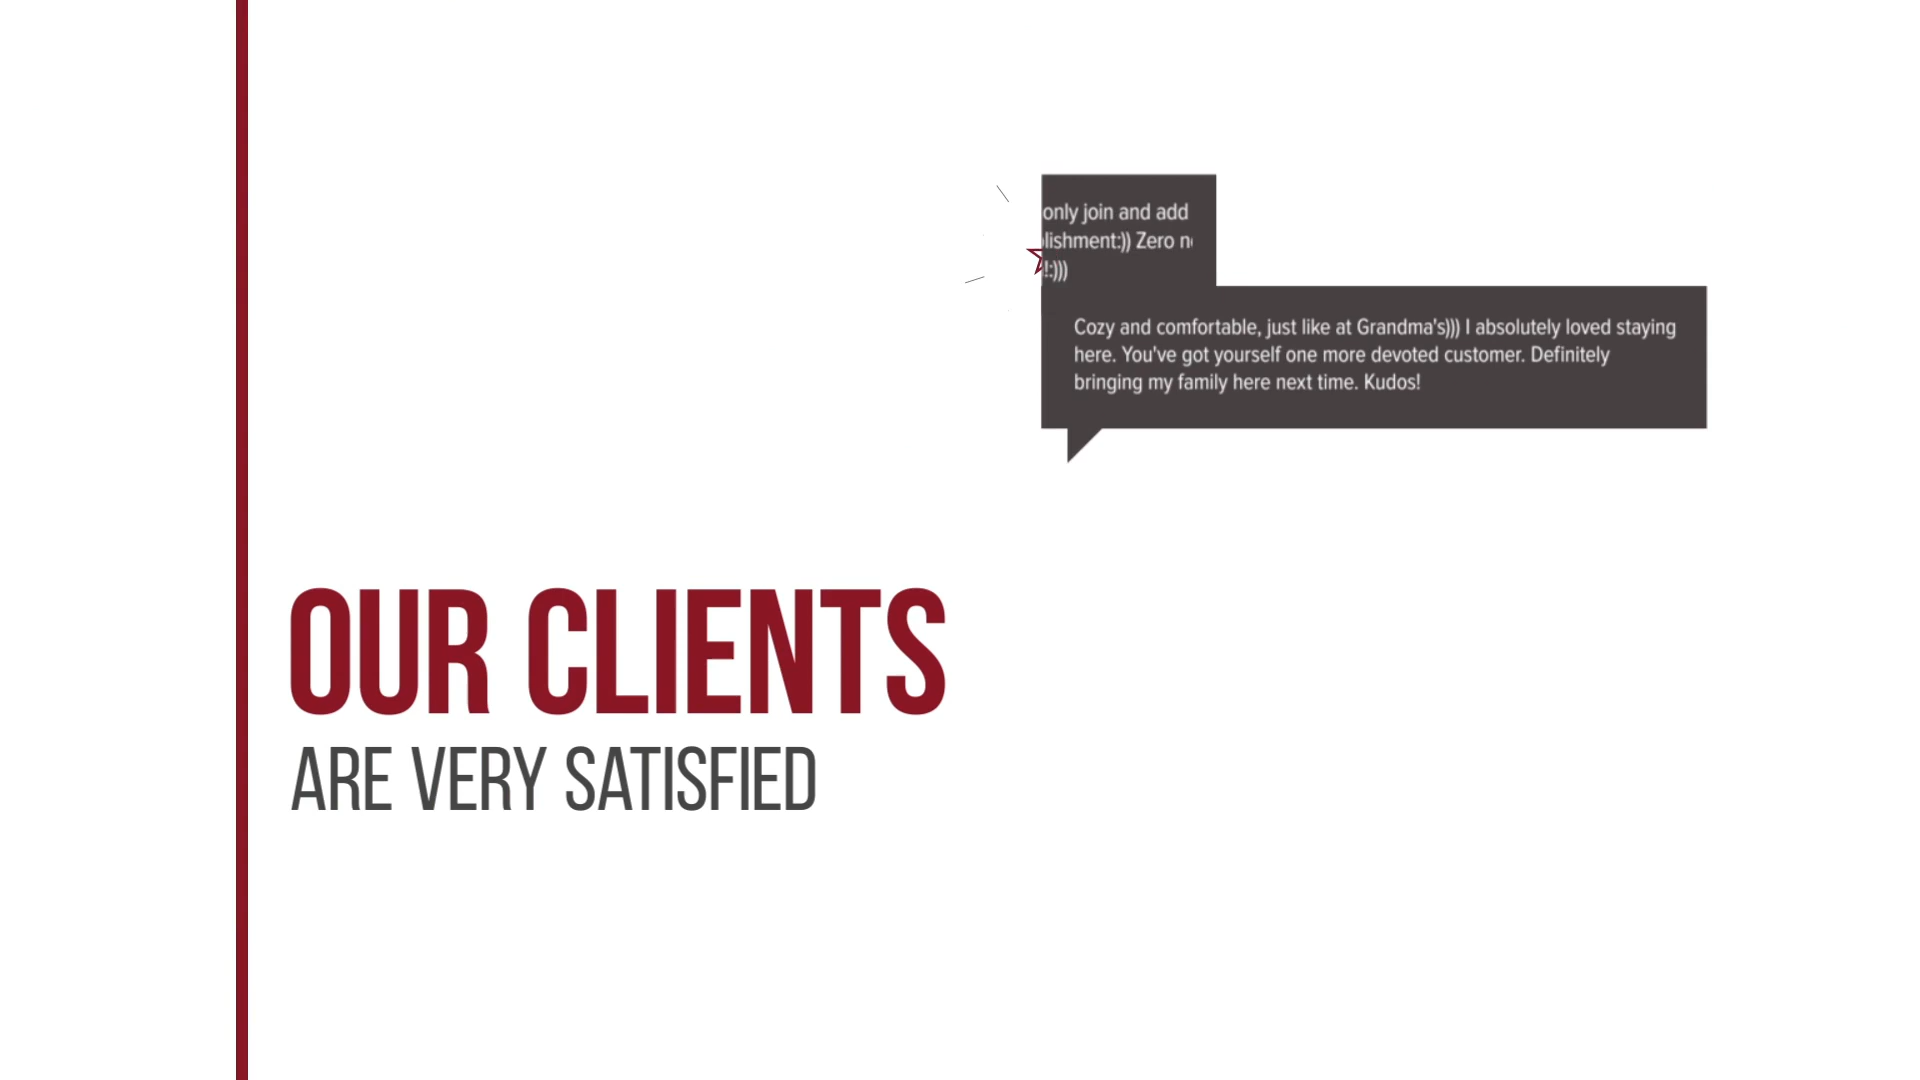 only join and add
Zero
!:)))
Cozy and comfortable, just like at Grandma's))) I absolutely loved staying
here. You've got yourself one more devoted customer. Definitely
bringing my family here next time. Kudos!
OUR CLIENTS
ARE VERY SATISFIED